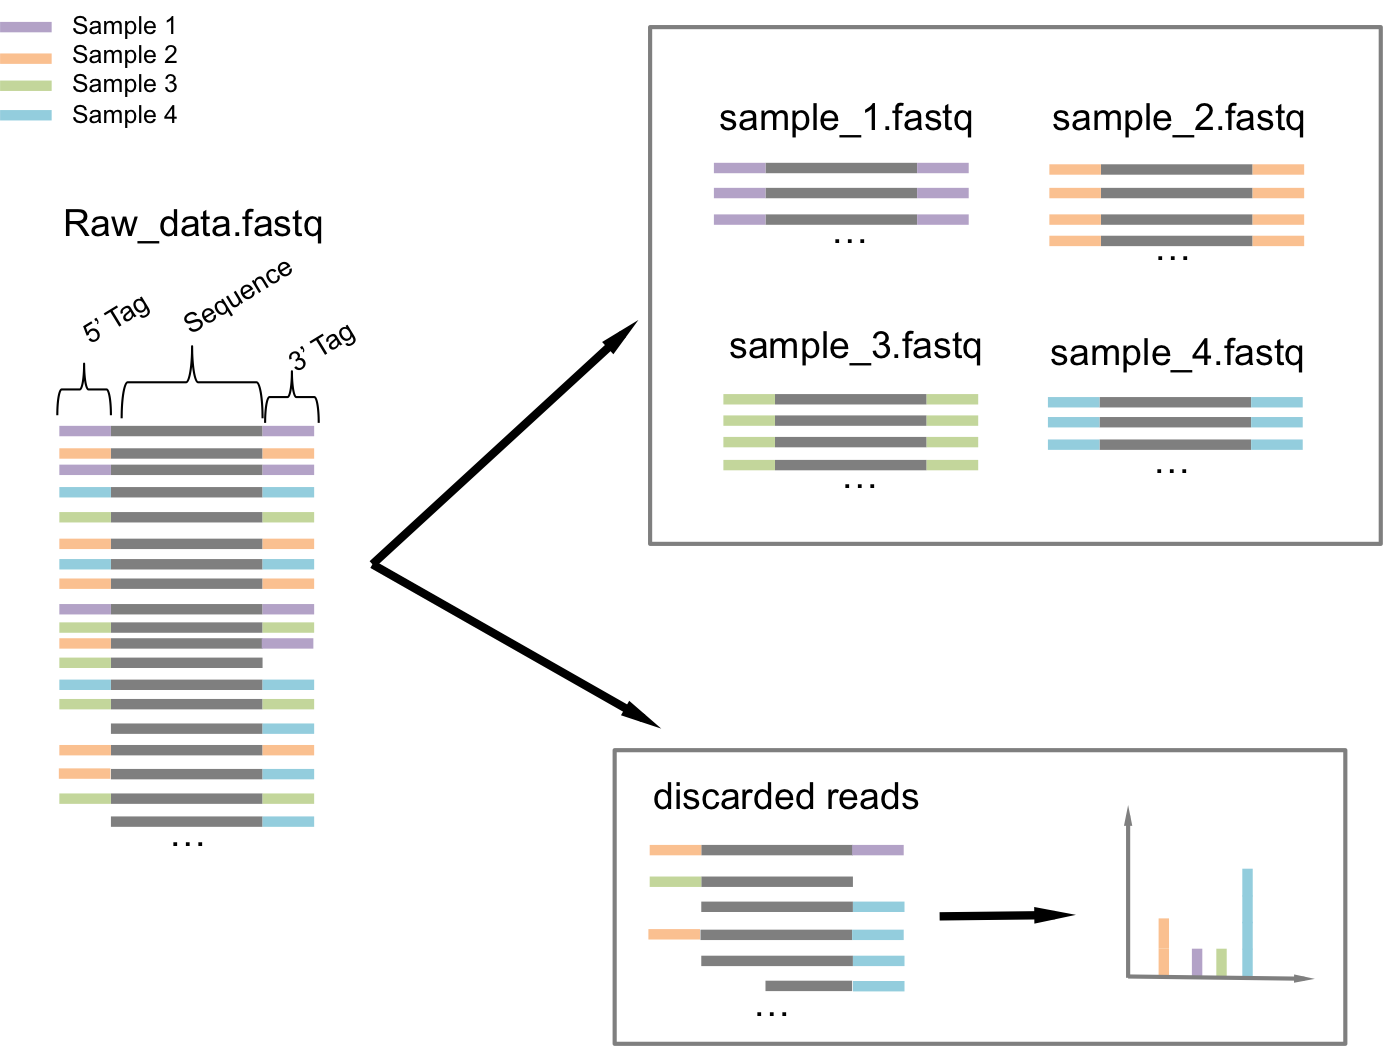 Sample 1
Sample 2
Sample 3
Sample 4
Raw_data.fastq
5’ Tag
Sequence
3’ Tag
...
sample_1.fastq
...
sample_2.fastq
...
sample_3.fastq
...
sample_4.fastq
...
discarded reads
...